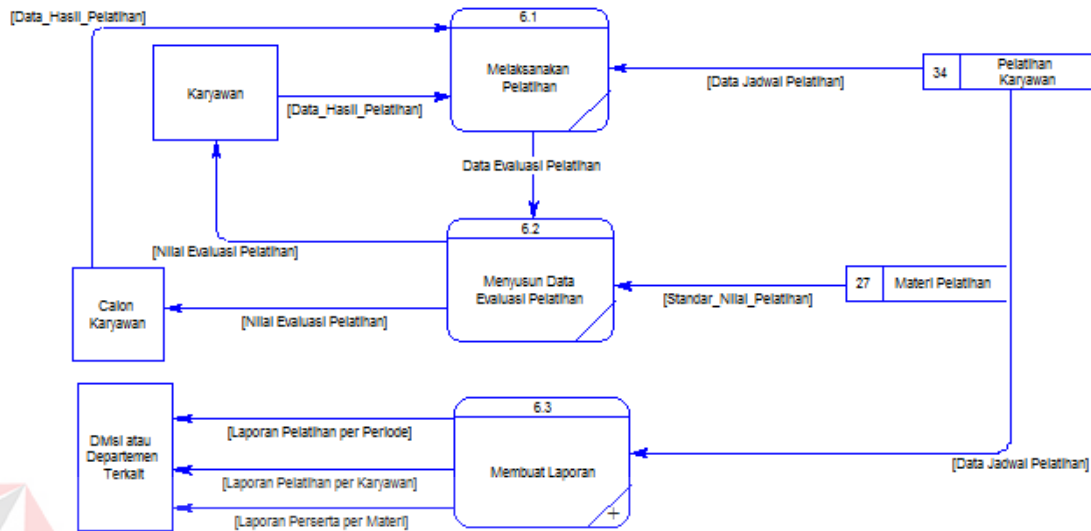 [Data_Hasil_Pelatihan]
6.1
Melaksanakan
Pelatihan
34
Pelatihan
Karyawan
[Data Jadwal Pelatihan]
Karyawan
[Data_Hasil_Pelatihan]
Data Evaluasi Pelatihan
6.2
[Nilai Evaluasi Pelatihan]
Menyusun Data
Evaluasi Pelatihan
27
Materi Pelatihan
[Standar_Nilai_Pelatihan]
Calon
Karyawan
[Nilai Evaluasi Pelatihan]
6.3
Divisi atau
Departemen
Terkait
[Laporan Pelatihan per Periode]
Membuat Laporan
[Data Jadwal Pelatihan]
[Laporan Pelatihan per Karyawan]
[Laporan Perserta per Materi]
+